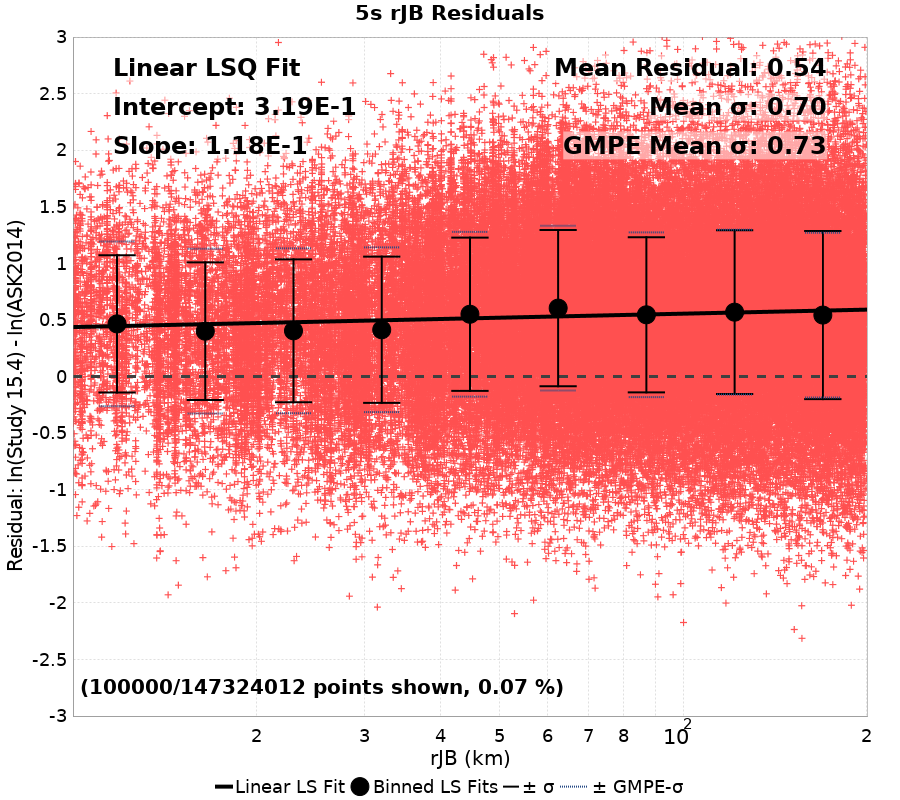 5s rJB Residuals
Linear LSQ Fit
Intercept: 3.19E-1
Slope: 1.18E-1
Mean Residual: 0.54
Mean σ: 0.70
GMPE Mean σ: 0.73
Residual: ln(Study 15.4) - ln(ASK2014)
3
2.5
2
1.5
1
0.5
0
-0.5
-1
-1.5
-2
-2.5
-3
(100000/147324012 points shown, 0.07 %)
2 3 4 5 6 7 8 10² 2
rJB (km)
Linear LS Fit Binned LS Fits ± σ ± GMPE-σ